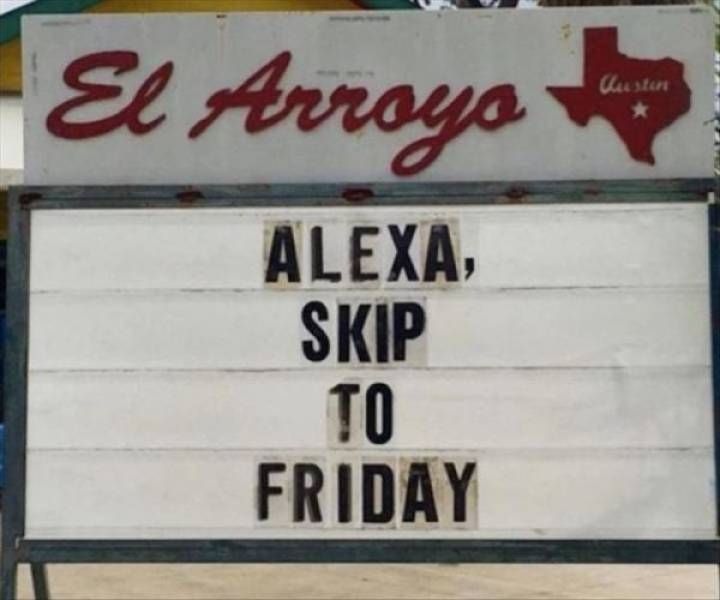 El Arroyo
Austin
ALEXA,
SKIP
TO
FRIDAY